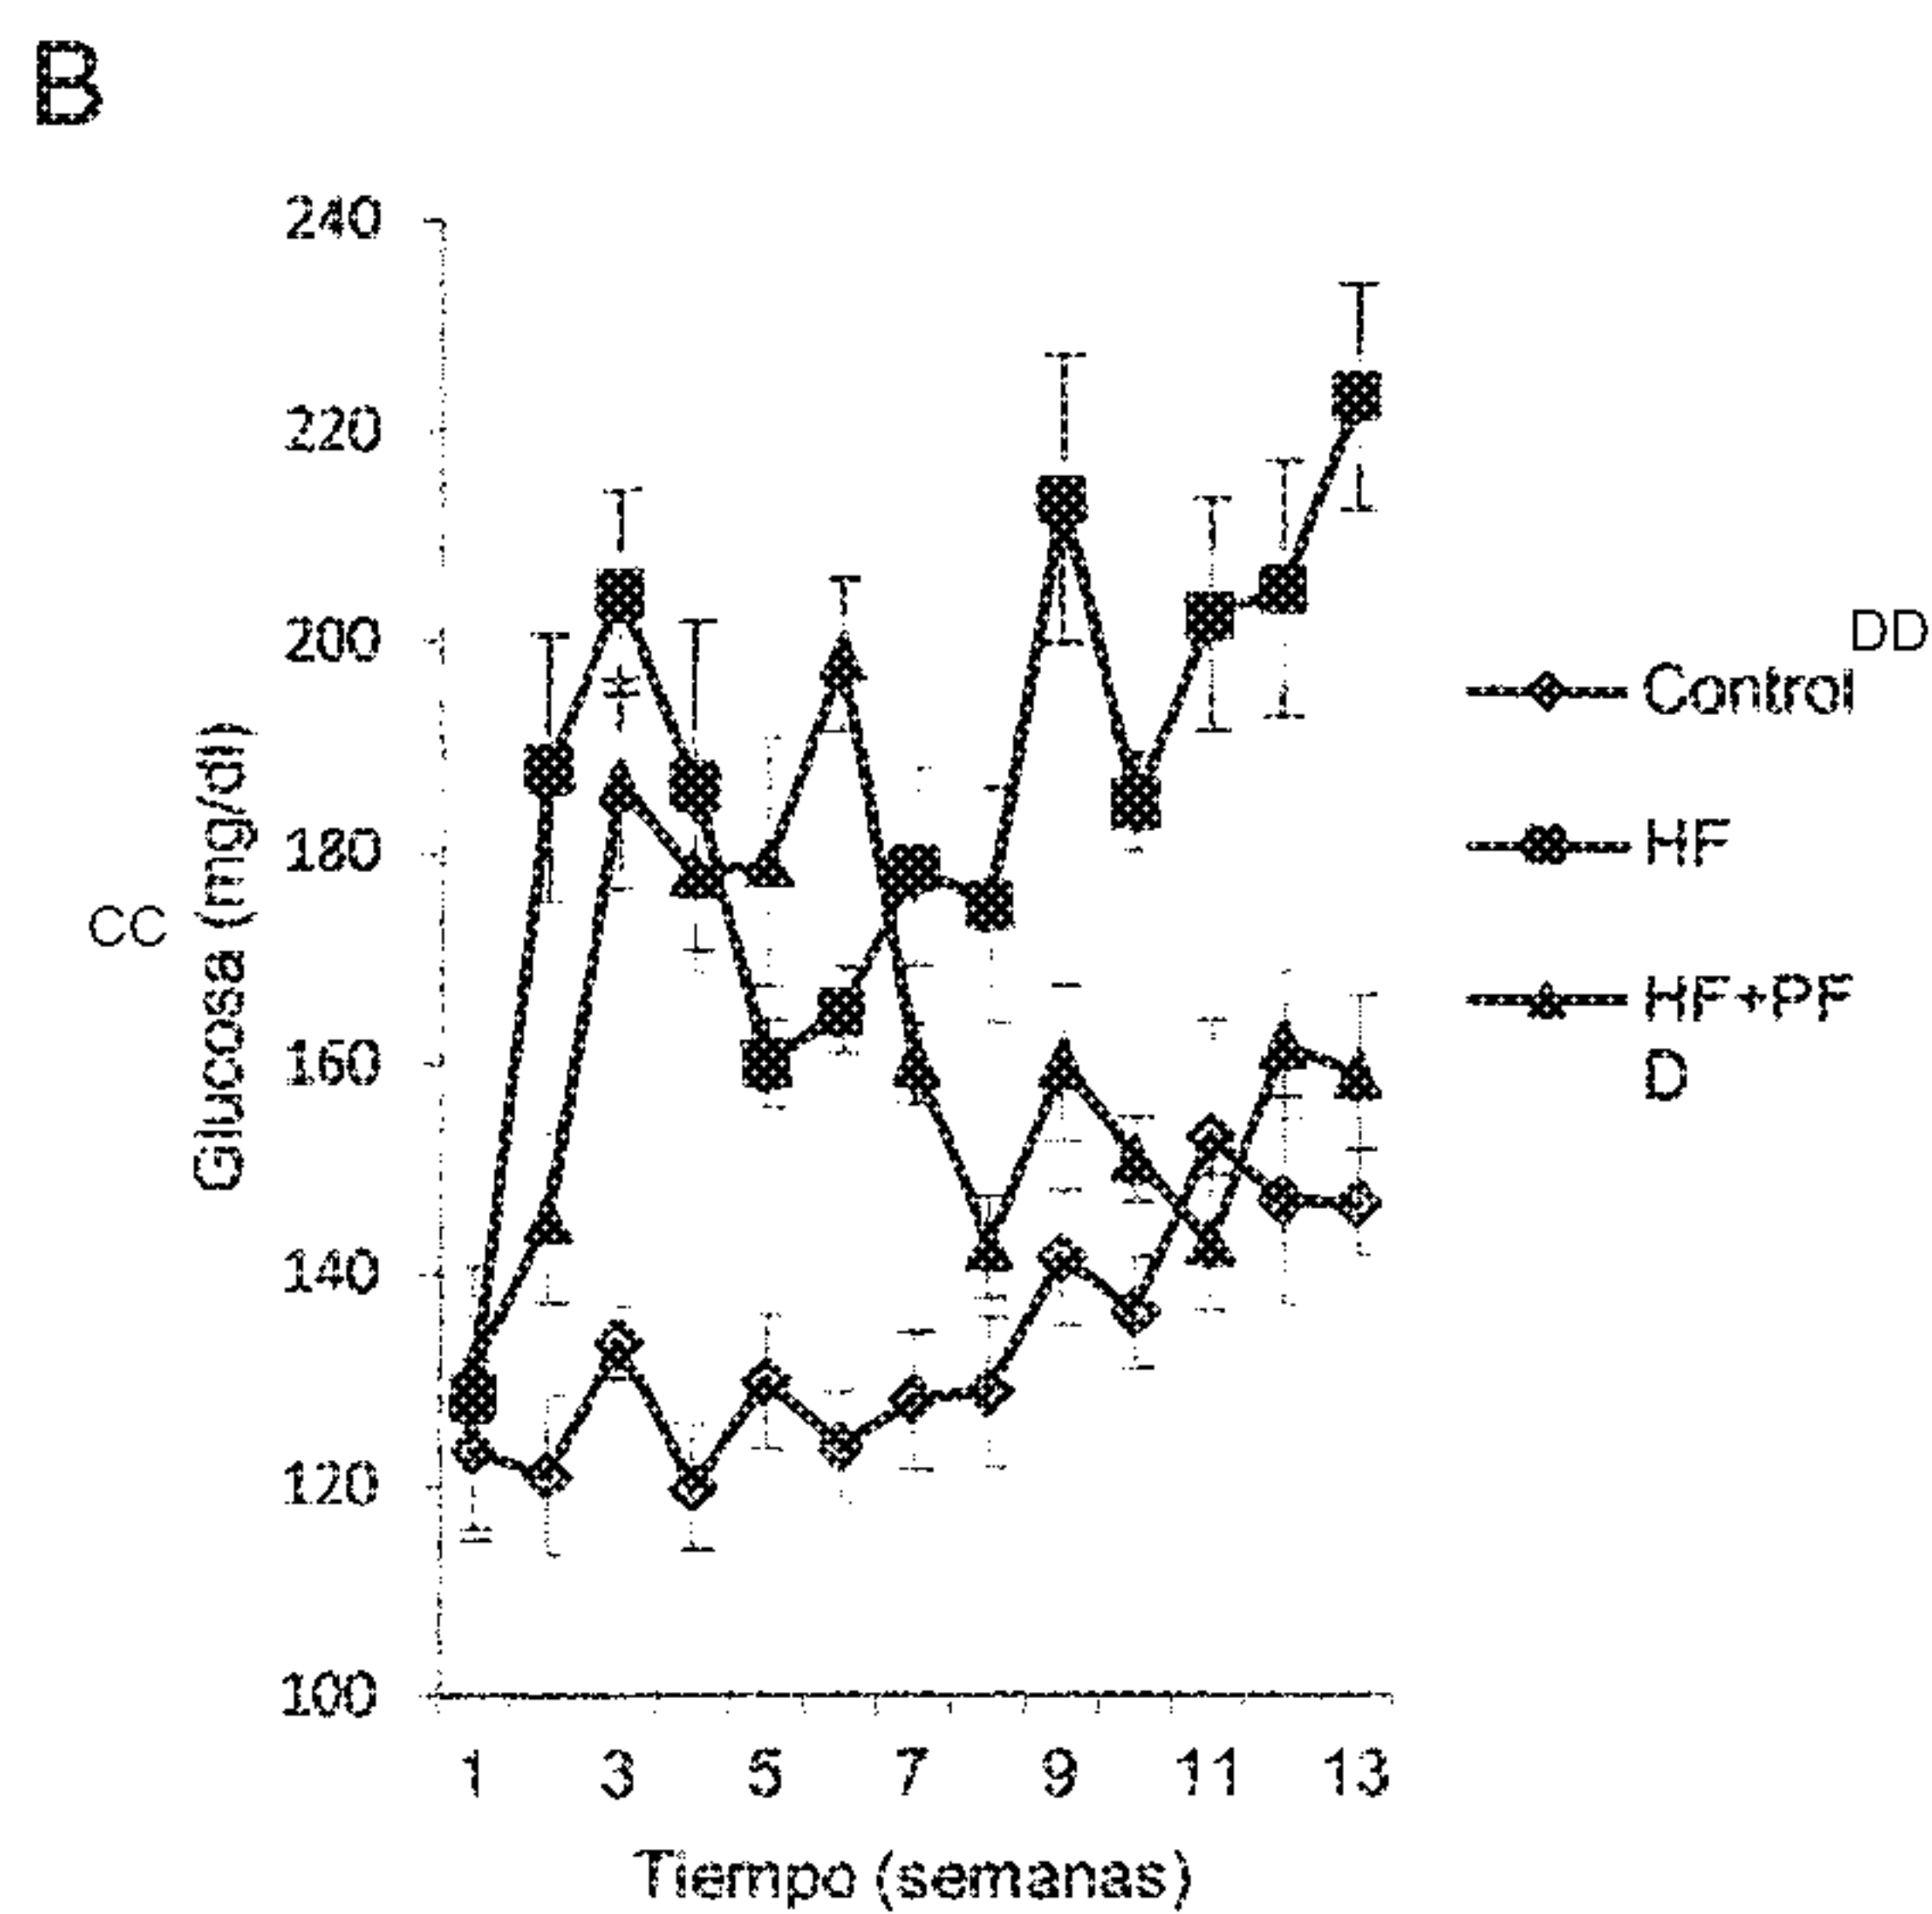 B
240
220
200
180
160
140
120
100
CC
Glucosa (mg/dl)
1 3 5 7 9 11 13
Tiempo (semanas)
DD
Control
HF
HF+PF
D